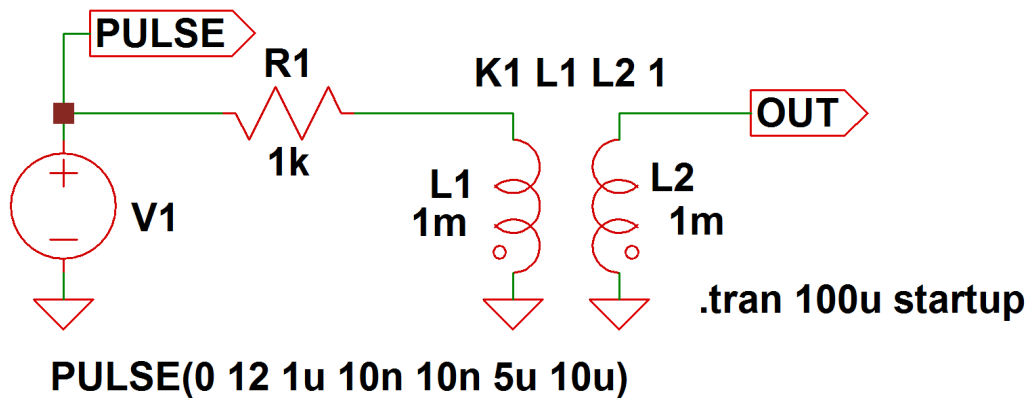 PULSE
R1
K1 L1 L2 1
OUT
1k
L1
1m
L2
1m
V1
.tran 100u startup
PULSE(0 12 1u 10n 10n 5u 10u)